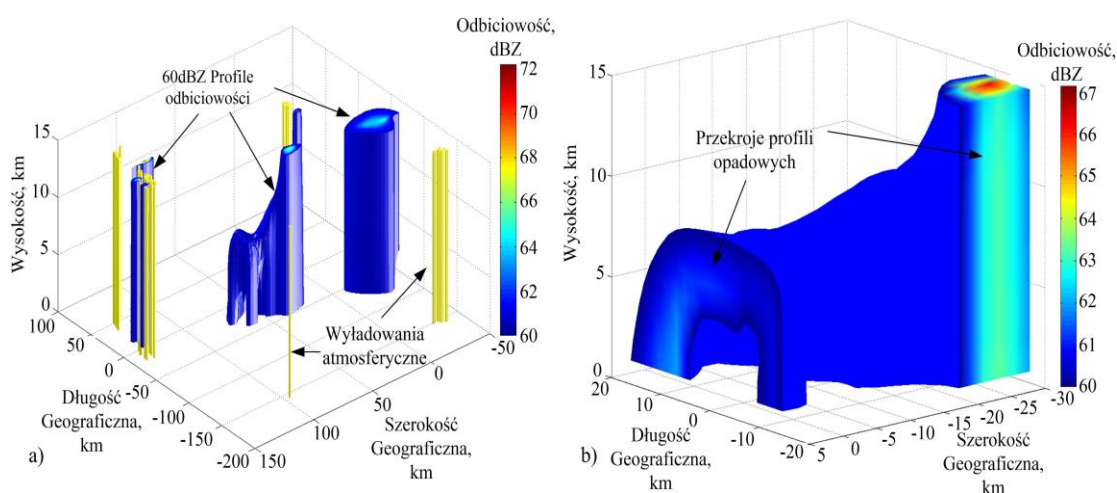 Odbiciowość,
dBZ
72
70
68
66
64
62
60
60dBZ Profile
odbiciowości
Wysokość, km
15
10
5
0
100
50
0
-50
-100
-150
-200
150
100
50
0
-50
Wyładowania
atmosferyczne
Długość
Geograficzna,
km
Szerokość
Geograficzna,
km
a)
Odbiciowość,
dBZ
67
66
65
64
63
62
61
60
Przekroje profili
opadowych
Wysokość, km
15
10
5
0
20
10
0
-10
-20
5
0
-5
-10
-15
-20
-25
-30
Długość
Geograficzna,
km
Szerokość
Geograficzna,
km
b)